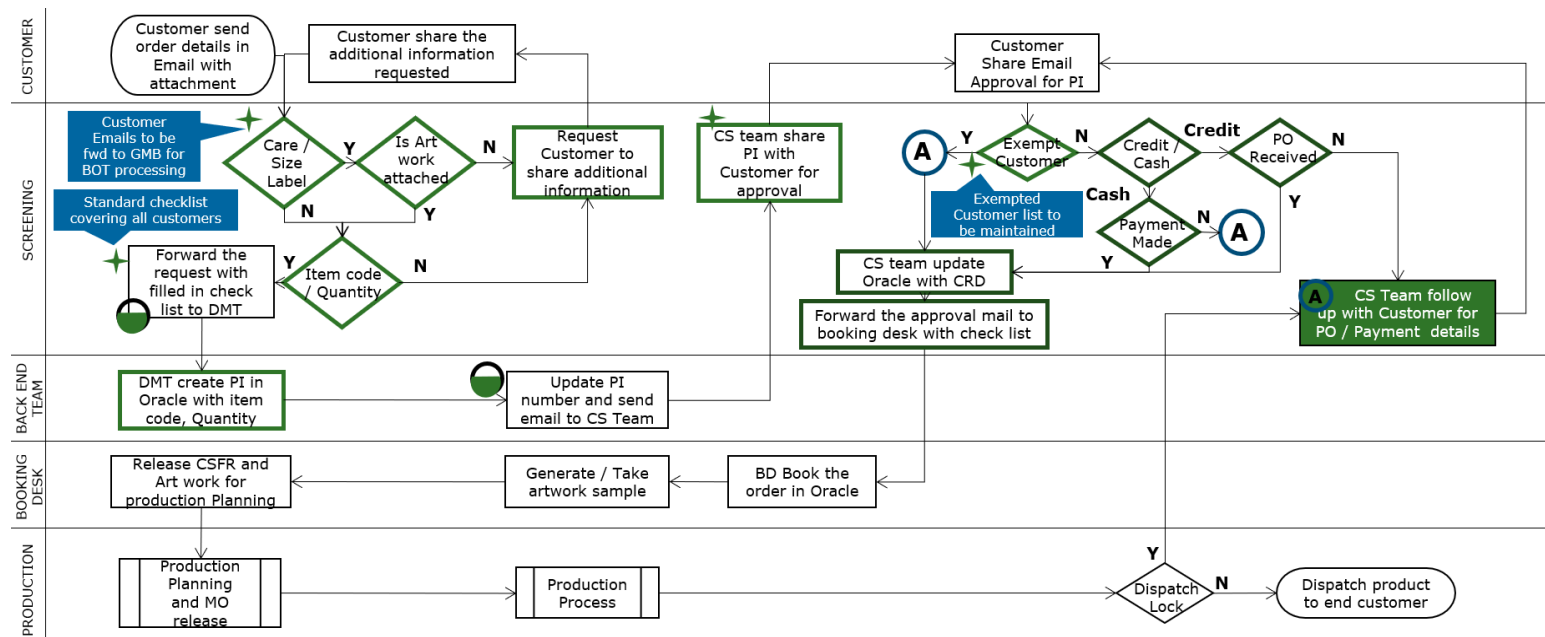 CUSTOMER
Customer send
order details in
Email with
attachment
Customer share the
additional information
requested
Customer
Share Email
Approval for PI
SCREENING
Customer
Emails to be
fwd to GMB for
BOT processing
Care /
Size
Label
Y
N
Is Art
work
attached
N
Y
Request
Customer to
share additional
information
Standard checklist
covering all customers
Forward the
request with
filled in check
list to DMT
Y
Item code
/ Quantity
N
CS team share
PI with
Customer for
approval
A
Y
Exempt
Customer
N
Exempted
Customer list to
be maintained
Credit /
Cash
Credit
Cash
PO
Received
N
Y
Payment
Made
N
A
Y
CS team update
Oracle with CRD
Forward the approval mail to
booking desk with check list
A
CS Team follow
up with Customer for
PO / Payment details
BACK END
TEAM
DMT create PI in
Oracle with item
code, Quantity
Update PI
number and send
email to CS Team
BOOKING
DESK
Release CSFR and
Art work for
production Planning
Generate / Take
artwork sample
BD Book the
order in Oracle
PRODUCTION
Production
Planning
and MO
release
Production
Process
Y
Dispatch
Lock
N
Dispatch product
to end customer